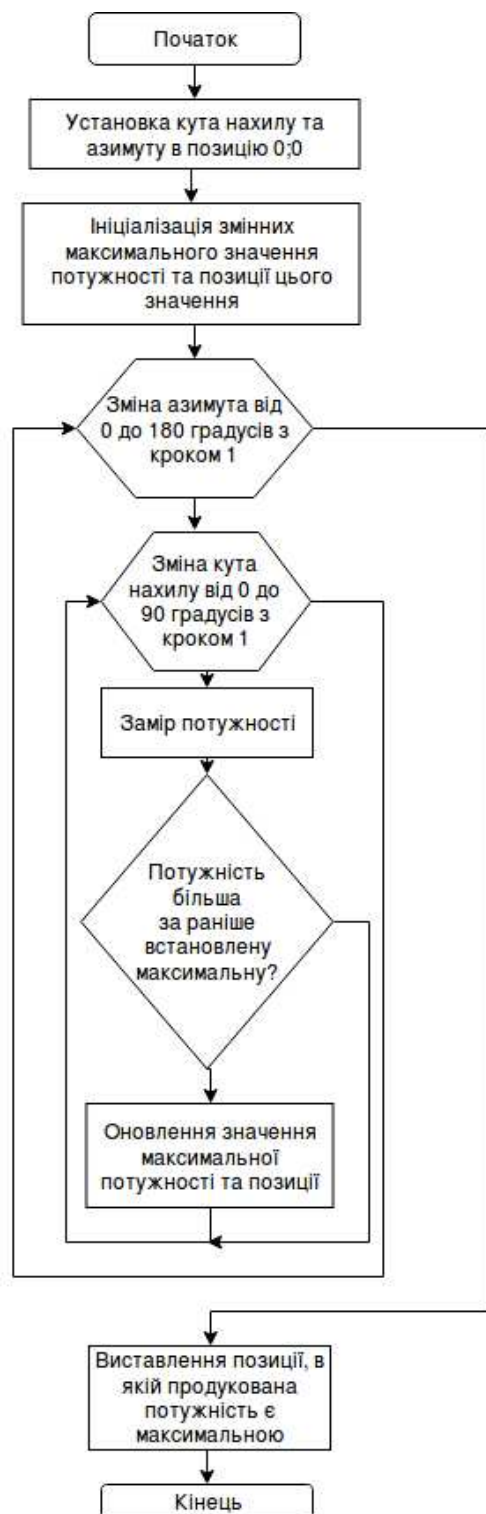 Початок
Установка кута нахилу та
азимуту в позицію 0;0
Ініціалізація змінних
максимального значення
потужності та позиції цього
значення
Зміна азимута від
0 до 180 градусів з
кроком 1
Зміна кута
нахилу від 0 до
90 градусів з
кроком 1
Замір потужності
Потужність
більша
за раніше
встановлену
максимальну?
Оновлення значення
максимальної
потужності та позиції
Виставлення позиції, в
якій продукована
потужність є
максимальною
Кінець